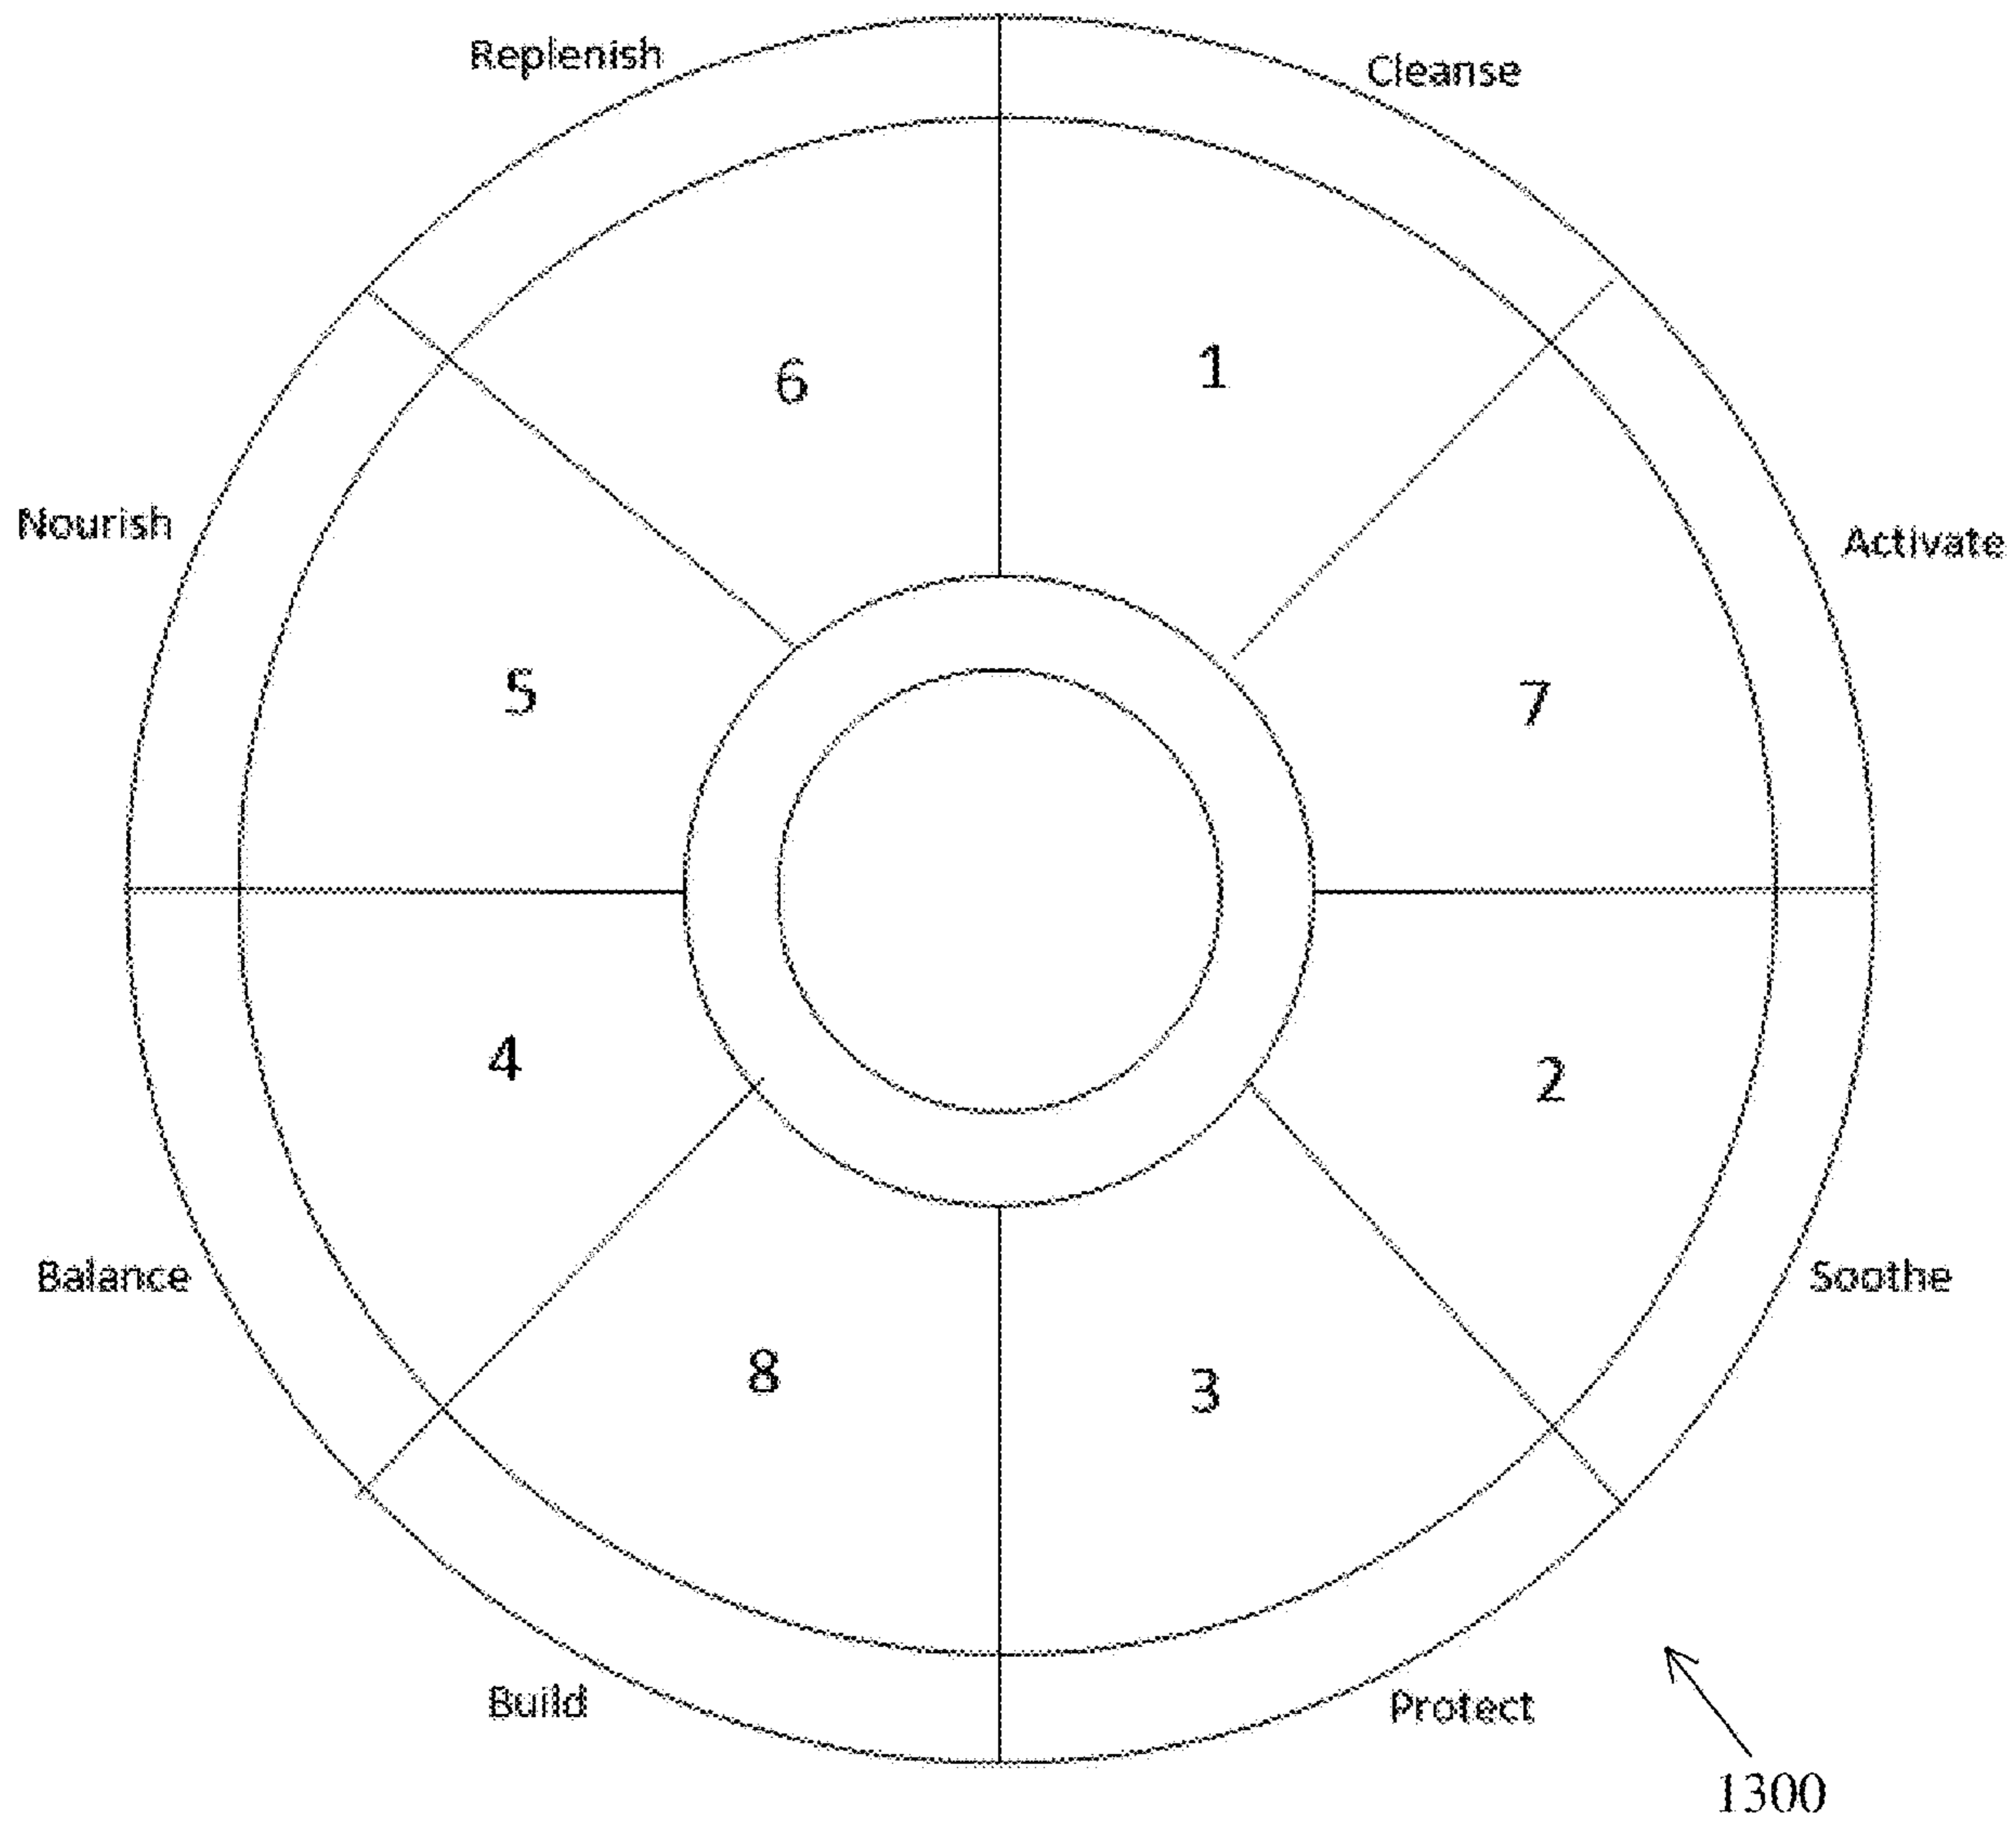 Replenish
Cleanse
6
1
Nourish
Activate
5
7
4
2
Balance
Soothe
8
3
Build
Protect
1300